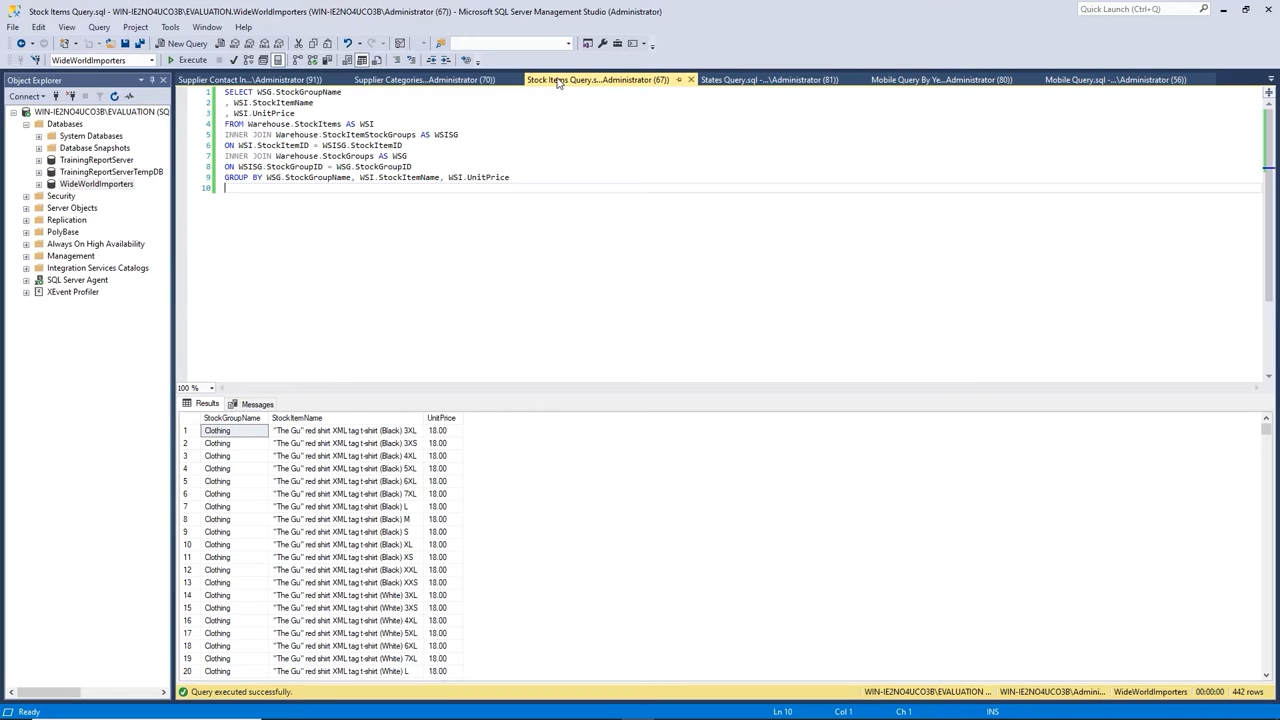 Stock Items Query.sql - WIN-IE2NO4UCO3B\EVALUATION.WideWorldImporters (WIN-IE2NO4UCO3B\Administrator (67)) - Microsoft SQL Server Management Studio (Administrator)
Quick Launch (Ctrl+Q)
File Edit View Query Project Tools Window Help
New Query
WideWorldImporters Execute
Object Explorer
Supplier Contact In...\Administrator (91)) Supplier Categories...Administrator (70)) Stock Items Query.s...Administrator (67)) States Query.sql -...\Administrator (81)) Mobile Query By Ye...Administrator (80)) Mobile Query.sql -...\Administrator (56))
Connect
WIN-IE2NO4UCO3B\EVALUATION (SQ
Databases
System Databases
Database Snapshots
TrainingReportServer
TrainingReportServerTempDB
WideWorldImporters
Security
Server Objects
Replication
PolyBase
Always On High Availability
Management
Integration Services Catalogs
SQL Server Agent
XEvent Profiler
1 SELECT WSG.StockGroupName
2 , WSI.StockItemName
3 , WSI.UnitPrice
4 FROM Warehouse.StockItems AS WSI
5 INNER JOIN Warehouse.StockItemStockGroups AS WSISG
6 ON WSI.StockItemID = WSISG.StockItemID
7 INNER JOIN Warehouse.StockGroups AS WSG
8 ON WSISG.StockGroupID = WSG.StockGroupID
9 GROUP BY WSG.StockGroupName, WSI.StockItemName, WSI.UnitPrice
10
100 %
Results Messages
StockGroupName StockItemName UnitPrice
1 Clothing "The Gu" red shirt XML tag t-shirt (Black) 3XL 18.00
2 Clothing "The Gu" red shirt XML tag t-shirt (Black) 3XS 18.00
3 Clothing "The Gu" red shirt XML tag t-shirt (Black) 4XL 18.00
4 Clothing "The Gu" red shirt XML tag t-shirt (Black) 5XL 18.00
5 Clothing "The Gu" red shirt XML tag t-shirt (Black) 6XL 18.00
6 Clothing "The Gu" red shirt XML tag t-shirt (Black) 7XL 18.00
7 Clothing "The Gu" red shirt XML tag t-shirt (Black) L 18.00
8 Clothing "The Gu" red shirt XML tag t-shirt (Black) M 18.00
9 Clothing "The Gu" red shirt XML tag t-shirt (Black) S 18.00
10 Clothing "The Gu" red shirt XML tag t-shirt (Black) XL 18.00
11 Clothing "The Gu" red shirt XML tag t-shirt (Black) XS 18.00
12 Clothing "The Gu" red shirt XML tag t-shirt (Black) XXL 18.00
13 Clothing "The Gu" red shirt XML tag t-shirt (Black) XXS 18.00
14 Clothing "The Gu" red shirt XML tag t-shirt (White) 3XL 18.00
15 Clothing "The Gu" red shirt XML tag t-shirt (White) 3XS 18.00
16 Clothing "The Gu" red shirt XML tag t-shirt (White) 4XL 18.00
17 Clothing "The Gu" red shirt XML tag t-shirt (White) 5XL 18.00
18 Clothing "The Gu" red shirt XML tag t-shirt (White) 6XL 18.00
19 Clothing "The Gu" red shirt XML tag t-shirt (White) 7XL 18.00
20 Clothing "The Gu" red shirt XML tag t-shirt (White) L 18.00
Query executed successfully. WIN-IE2NO4UCO3B\EVALUATION ... WIN-IE2NO4UCO3B\Admini... WideWorldImporters 00:00:00 442 rows
Ready Ln 10 Col 1 Ch 1 INS